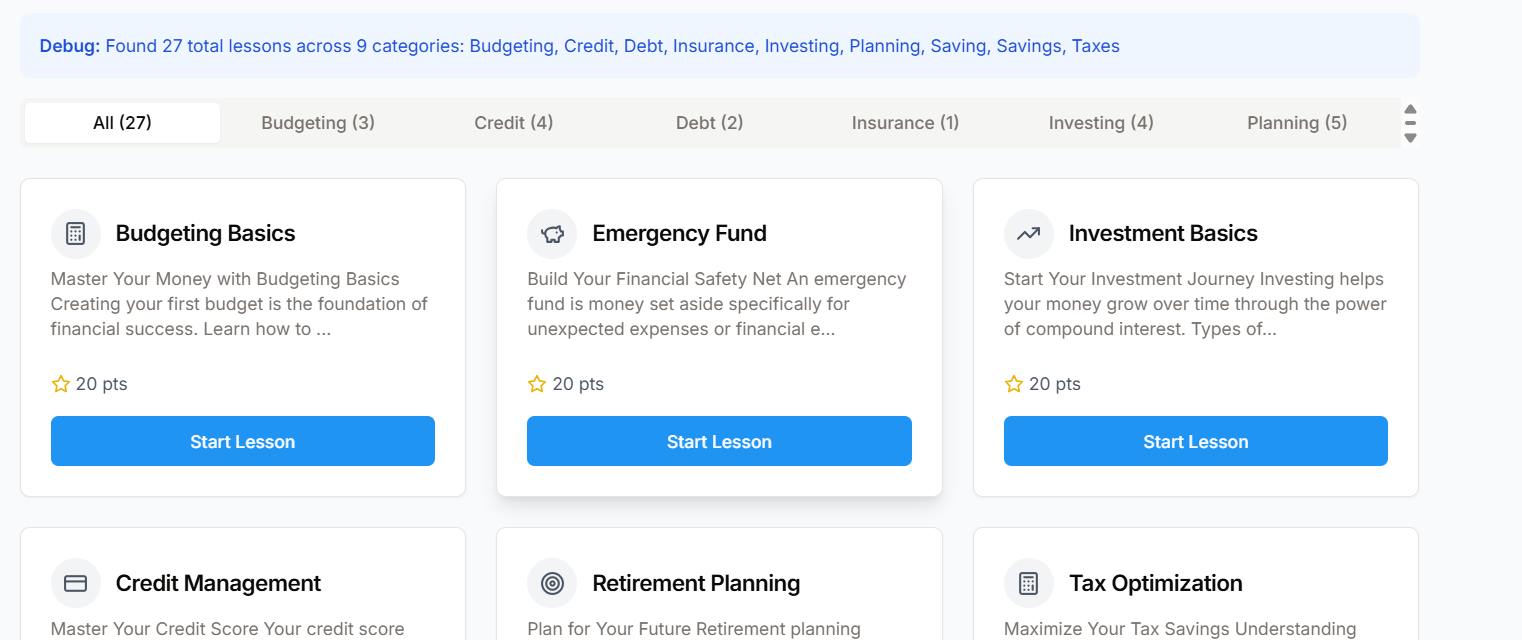 Debug: Found 27 total lessons across 9 categories: Budgeting, Credit, Debt, Insurance, Investing, Planning, Saving, Savings, Taxes
All (27) Budgeting (3) Credit (4) Debt (2) Insurance (1) Investing (4) Planning (5)
Budgeting Basics
Master Your Money with Budgeting Basics
Creating your first budget is the foundation of
financial success. Learn how to ...
20 pts
Start Lesson
Emergency Fund
Build Your Financial Safety Net An emergency
fund is money set aside specifically for
unexpected expenses or financial e...
20 pts
Start Lesson
Investment Basics
Start Your Investment Journey Investing helps
your money grow over time through the power
of compound interest. Types of...
20 pts
Start Lesson
Credit Management
Master Your Credit Score Your credit score
Retirement Planning
Plan for Your Future Retirement planning
Tax Optimization
Maximize Your Tax Savings Understanding